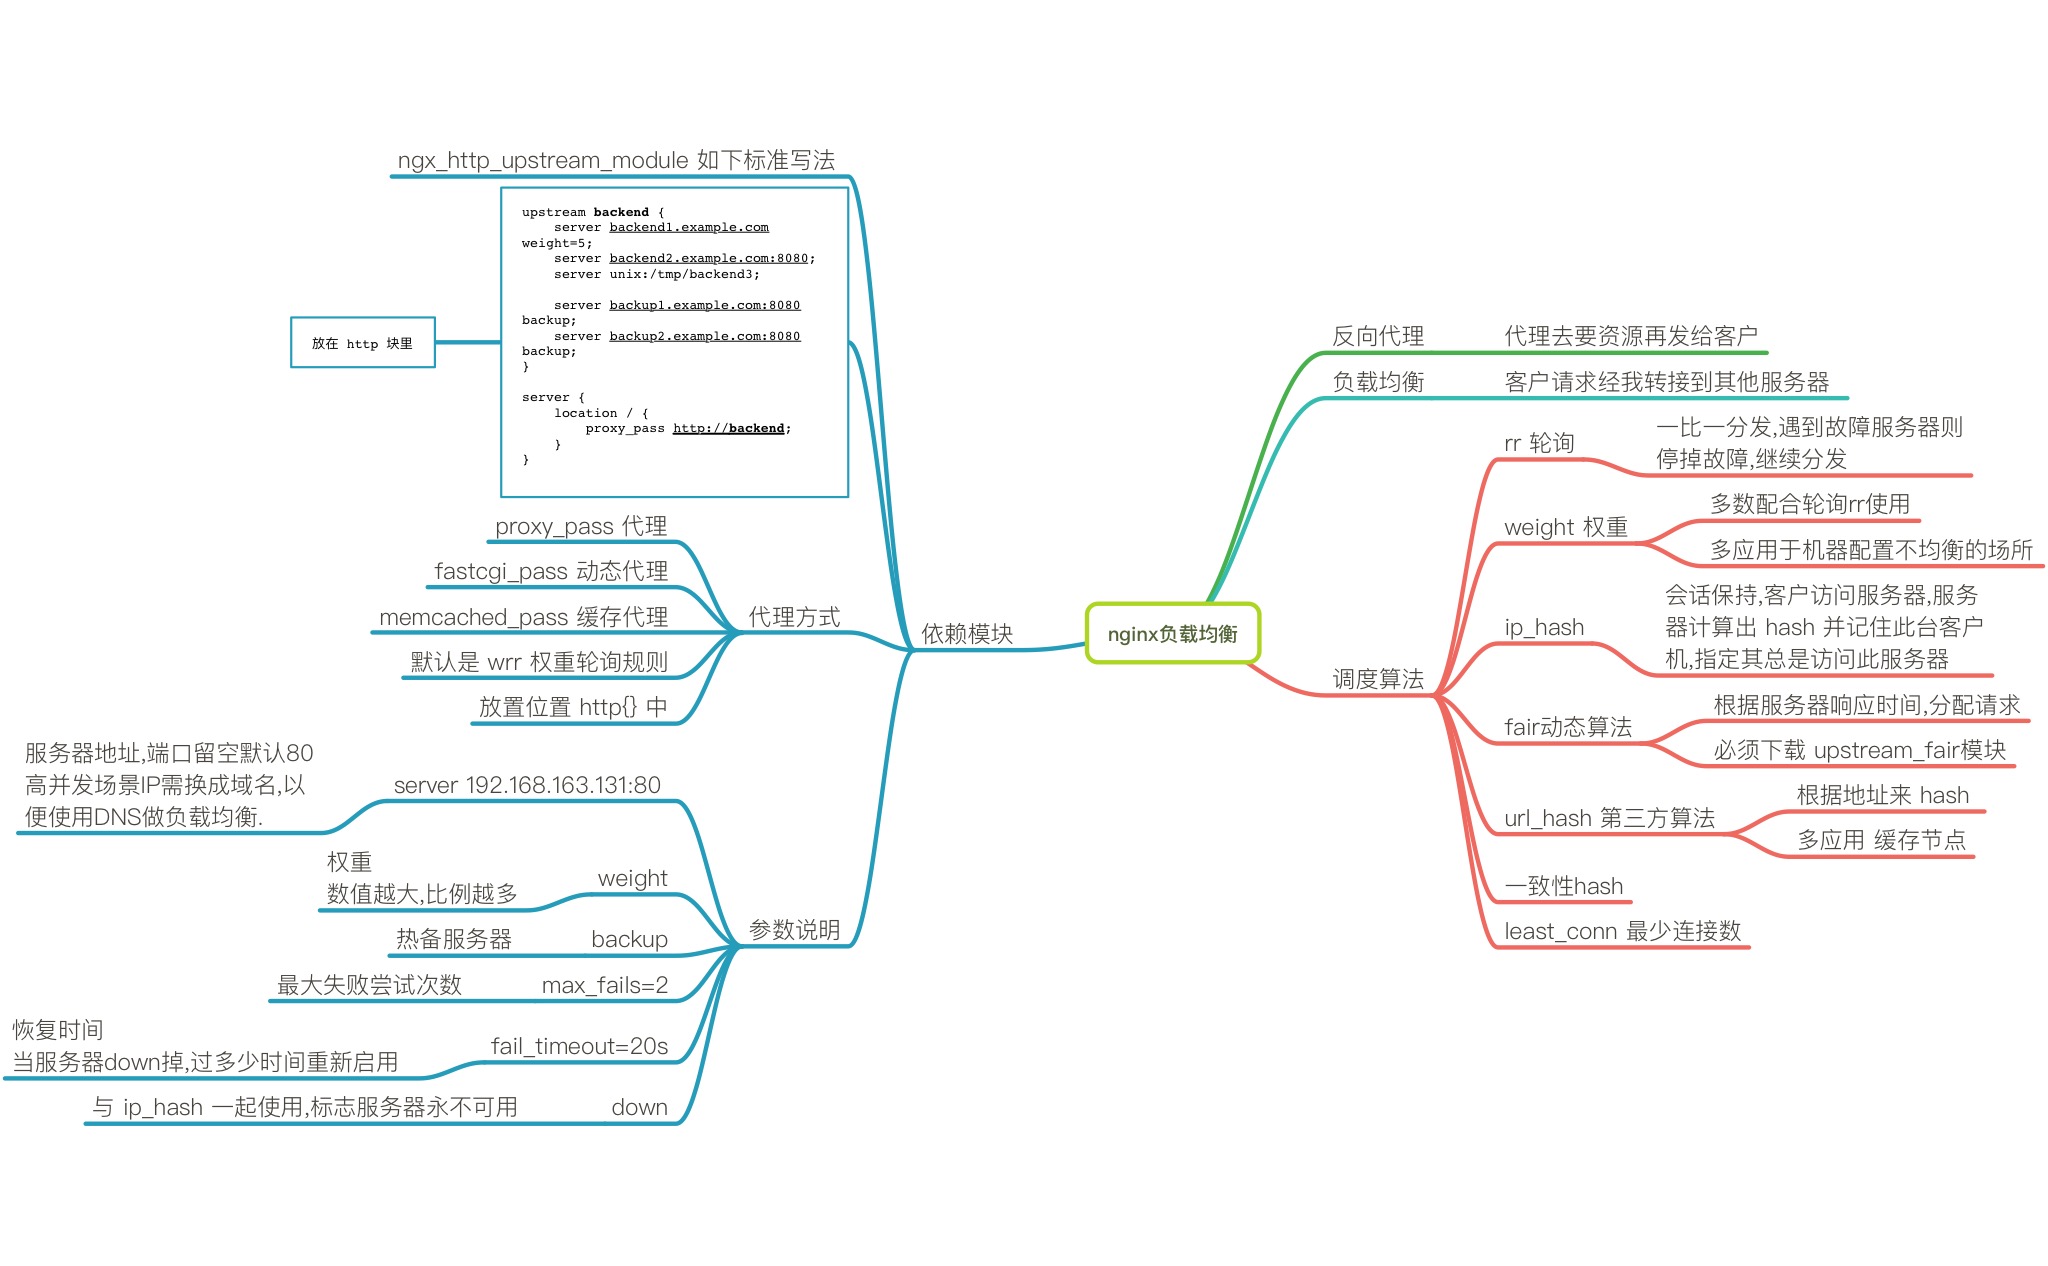 nginx负载均衡
反向代理
代理去要资源再发给客户
负载均衡
客户请求经我转接到其他服务器
调度算法
rr 轮询
一比一分发,遇到故障服务器则
停掉故障,继续分发
weight 权重
多数配合轮询rr使用
多应用于机器配置不均衡的场所
ip_hash
会话保持,客户访问服务器,服务
器计算出 hash 并记住此台客户
机,指定其总是访问此服务器
fair动态算法
根据服务器响应时间,分配请求
必须下载 upstream_fair模块
url_hash 第三方算法
根据地址来 hash
多应用 缓存节点
一致性hash
least_conn 最少连接数
依赖模块
ngx_http_upstream_module 如下标准写法
upstream backend {
    server backend1.example.com
weight=5;
    server backend2.example.com:8080;
    server unix:/tmp/backend3;
    server backup1.example.com:8080
backup;
    server backup2.example.com:8080
backup;
}
server {
    location / {
        proxy_pass http://backend;
    }
}
放在 http 块里
代理方式
proxy_pass 代理
fastcgi_pass 动态代理
memcached_pass 缓存代理
默认是 wrr 权重轮询规则
放置位置 http{} 中
参数说明
server 192.168.163.131:80
服务器地址,端口留空默认80
高并发场景IP需换成域名,以
便使用DNS做负载均衡.
weight
权重
数值越大,比例越多
backup
热备服务器
max_fails=2
最大失败尝试次数
fail_timeout=20s
恢复时间
当服务器down掉,过多少时间重新启用
down
与 ip_hash 一起使用,标志服务器永不可用